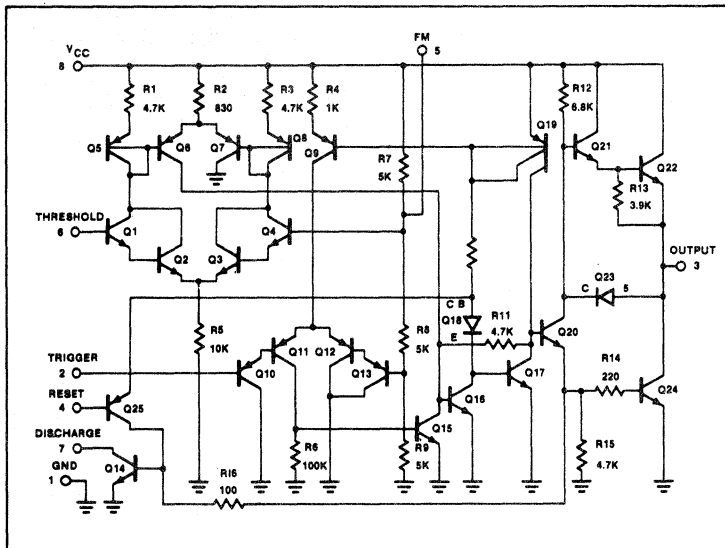 FM
5
VCC
8
R1
4.7K
R2
830
R3
4.7K
R4
1K
R12
6.8K
Q5
Q6
Q7
Q8
Q9
Q19
Q21
Q22
R7
5K
R13
3.9K
THRESHOLD
6
Q1
Q2
Q3
Q4
OUTPUT
3
Q23
C
5
C B
Q18
E
R11
4.7K
Q20
R5
10K
R8
5K
TRIGGER
2
Q10
Q11
Q12
Q13
Q17
R14
220
Q24
RESET
4
Q25
Q16
Q15
DISCHARGE
7
Q14
GND
1
R6
100K
R9
5K
R15
4.7K
R16
100